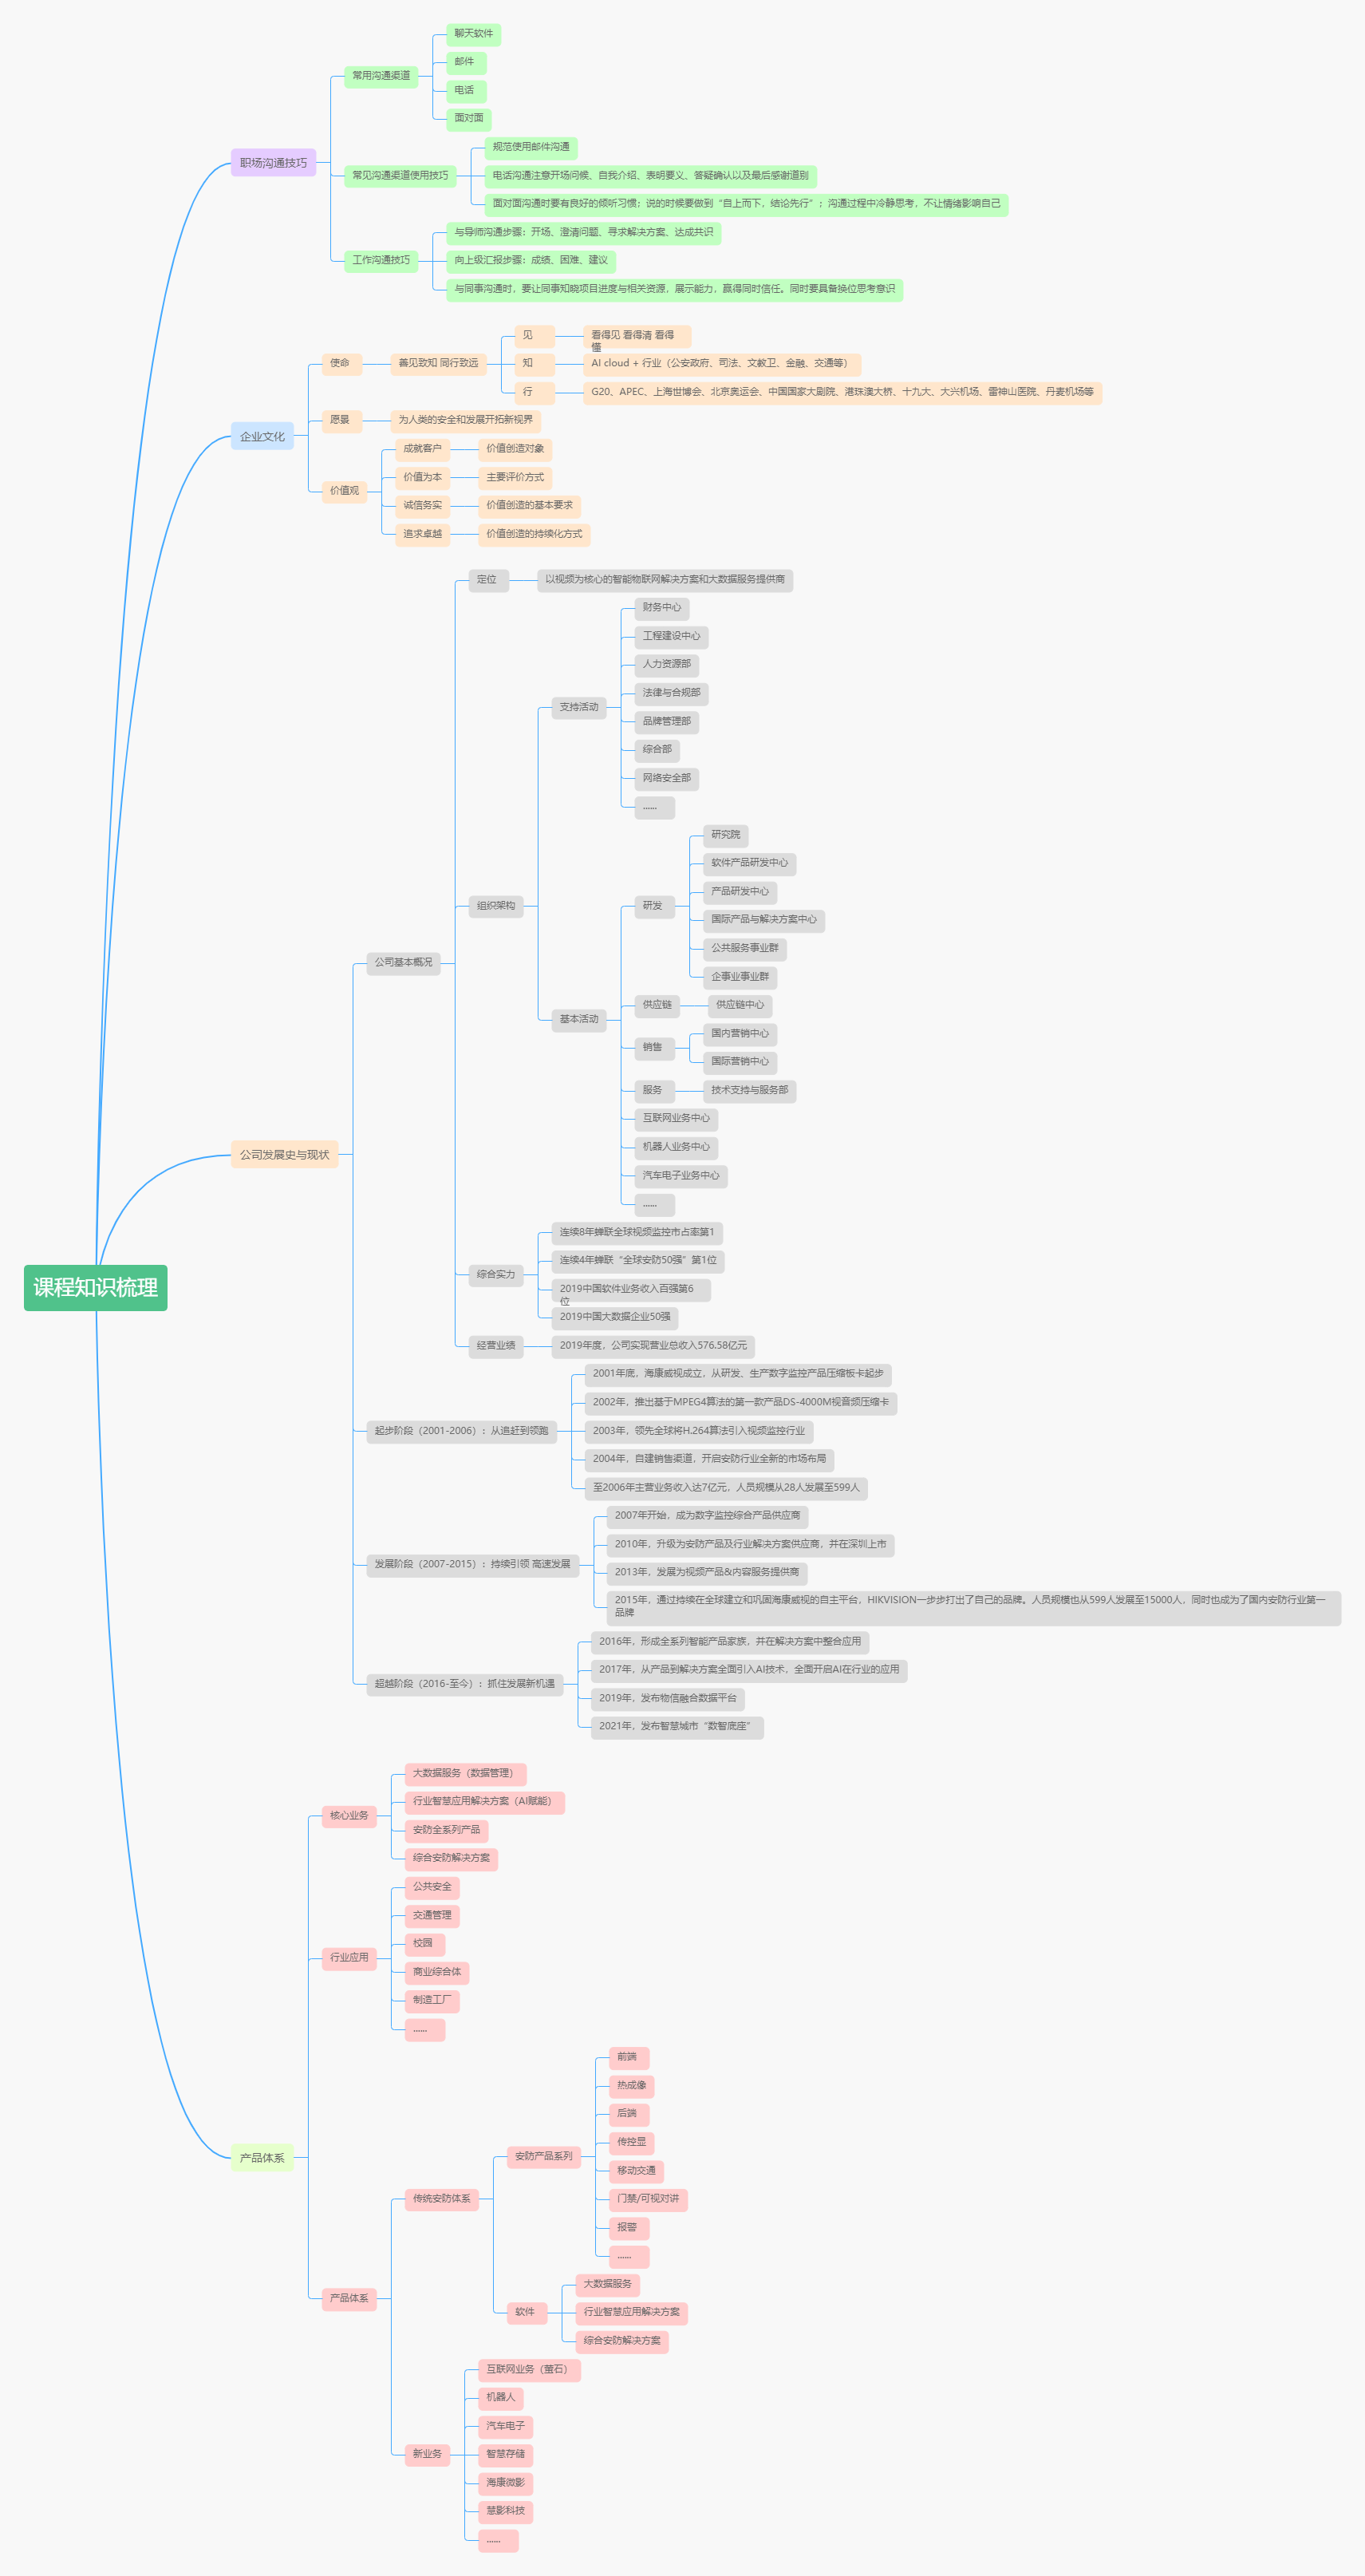 课程知识梳理
职场沟通技巧
常用沟通渠道
聊天软件
邮件
电话
面对面
常见沟通渠道使用技巧
规范使用邮件沟通
电话沟通注意开场问候、自我介绍、表明要义、答疑确认以及最后感谢道别
面对面沟通时要有良好的倾听习惯；说的时候要做到“自上而下，结论先行”；沟通过程中冷静思考，不让情绪影响自己
工作沟通技巧
与导师沟通步骤：开场、澄清问题、寻求解决方案、达成共识
向上级汇报步骤：成绩、困难、建议
与同事沟通时，要让同事知晓项目进度与相关资源，展示能力，赢得同时信任。同时要具备换位思考意识
企业文化
使命
善见致知 同行致远
见
看得见 看得清 看得
懂
知
AI cloud + 行业（公安政府、司法、文教卫、金融、交通等）
行
G20、APEC、上海世博会、北京奥运会、中国国家大剧院、港珠澳大桥、十九大、大兴机场、雷神山医院、丹麦机场等
愿景
为人类的安全和发展开拓新视界
价值观
成就客户
价值创造对象
价值为本
主要评价方式
诚信务实
价值创造的基本要求
追求卓越
价值创造的持续化方式
公司发展史与现状
公司基本概况
定位
以视频为核心的智能物联网解决方案和大数据服务提供商
组织架构
支持活动
财务中心
工程建设中心
人力资源部
法律与合规部
品牌管理部
综合部
网络安全部
......
基本活动
研发
研究院
软件产品研发中心
产品研发中心
国际产品与解决方案中心
公共服务事业群
企事业事业群
供应链
供应链中心
销售
国内营销中心
国际营销中心
服务
技术支持与服务部
互联网业务中心
机器人业务中心
汽车电子业务中心
......
综合实力
连续8年蝉联全球视频监控市占率第1
连续4年蝉联“全球安防50强”第1位
2019中国软件业务收入百强第6
位
2019中国大数据企业50强
经营业绩
2019年度，公司实现营业总收入576.58亿元
起步阶段（2001-2006）：从追赶到领跑
2001年底，海康威视成立，从研发、生产数字监控产品压缩板卡起步
2002年，推出基于MPEG4算法的第一款产品DS-4000M视音频压缩卡
2003年，领先全球将H.264算法引入视频监控行业
2004年，自建销售渠道，开启安防行业全新的市场布局
至2006年主营业务收入达7亿元，人员规模从28人发展至599人
发展阶段（2007-2015）：持续引领 高速发展
2007年开始，成为数字监控综合产品供应商
2010年，升级为安防产品及行业解决方案供应商，并在深圳上市
2013年，发展为视频产品&内容服务提供商
2015年，通过持续在全球建立和巩固海康威视的自主平台，HIKVISION一步步打出了自己的品牌。人员规模也从599人发展至15000人，同时也成为了国内安防行业第一
品牌
超越阶段（2016-至今）：抓住发展新机遇
2016年，形成全系列智能产品家族，并在解决方案中整合应用
2017年，从产品到解决方案全面引入AI技术，全面开启AI在行业的应用
2019年，发布物信融合数据平台
2021年，发布智慧城市“数智底座”
产品体系
核心业务
大数据服务（数据管理）
行业智慧应用解决方案（AI赋能）
安防全系列产品
综合安防解决方案
行业应用
公共安全
交通管理
校园
商业综合体
制造工厂
......
产品体系
传统安防体系
安防产品系列
前端
热成像
后端
传控显
移动交通
门禁/可视对讲
报警
......
软件
大数据服务
行业智慧应用解决方案
综合安防解决方案
新业务
互联网业务（萤石）
机器人
汽车电子
智慧存储
海康微影
慧影科技
......